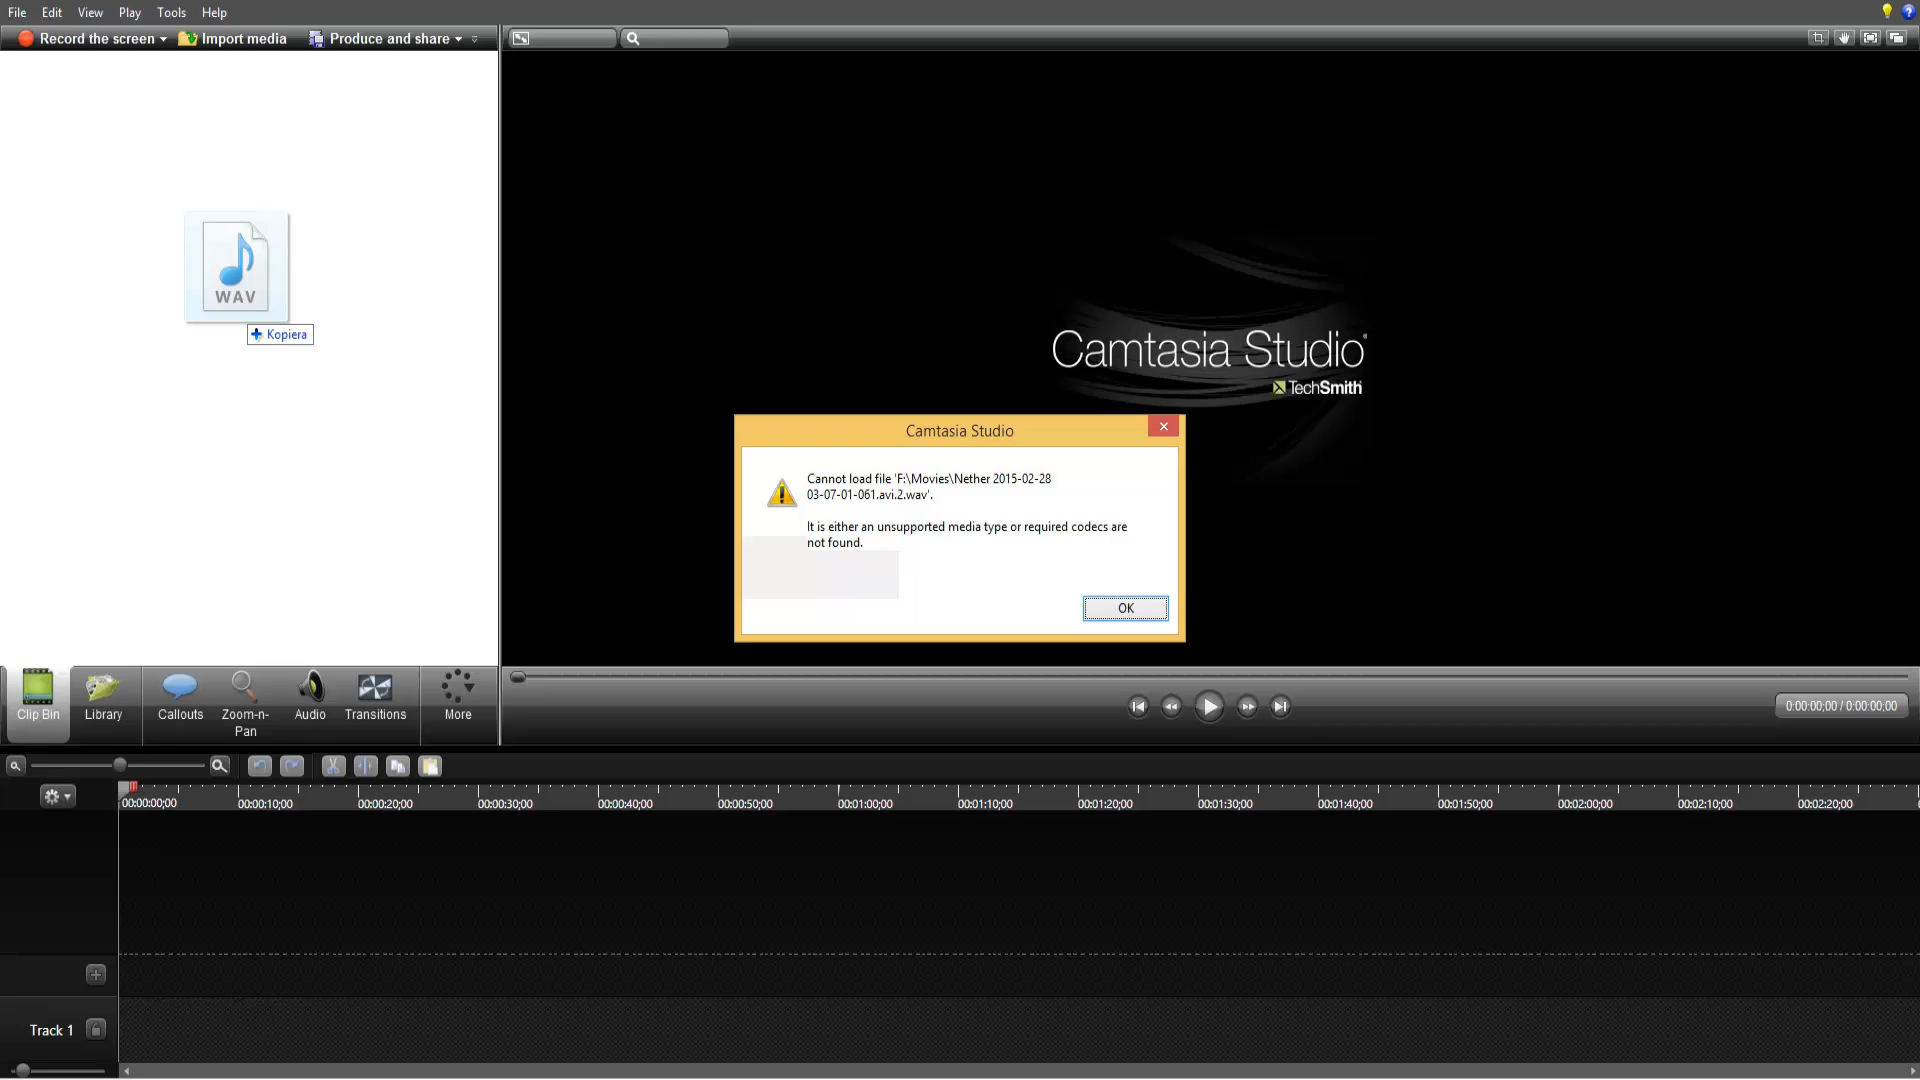 File Edit View Play Tools Help
Record the screen Import media Produce and share
WAV
Kopiera
Camtasia Studio
TechSmith
Camtasia Studio
Cannot load file 'F:\Movies\Nether 2015-02-28
03-07-01-061.avi.2.wav'.
It is either an unsupported media type or required codecs are
not found.
OK
Clip Bin Library Callouts Zoom-n-
Pan Audio Transitions More
0:00:00;00 / 0:00:00;00
00:00:00;00 00:00:10;00 00:00:20;00 00:00:30;00 00:00:40;00 00:00:50;00 00:01:00;00 00:01:10;00 00:01:20;00 00:01:30;00 00:01:40;00 00:01:50;00 00:02:00;00 00:02:10;00 00:02:20;00
Track 1